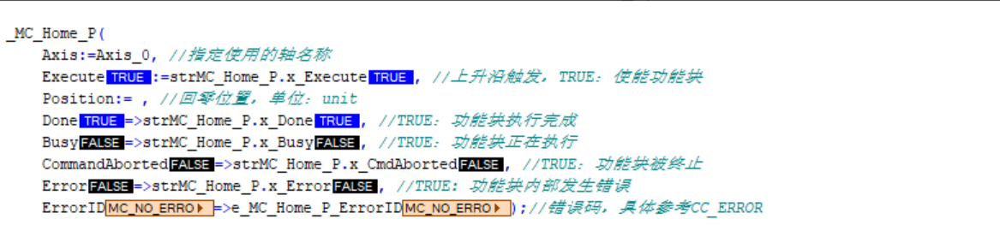 _MC_Home_P(
Axis:=Axis_0, //指定使用的轴名称
Execute TRUE :=strMC_Home_P.x_Execute TRUE , //上升沿触发，TRUE：使能功能块
Position:= , //回零位置，单位：unit
Done TRUE =>strMC_Home_P.x_Done TRUE , //TRUE：功能块执行完成
Busy FALSE =>strMC_Home_P.x_Busy FALSE , //TRUE：功能块正在执行
CommandAborted FALSE =>strMC_Home_P.x_CmdAborted FALSE , //TRUE：功能块被终止
Error FALSE =>strMC_Home_P.x_Error FALSE , //TRUE：功能块内部发生错误
ErrorID MC_NO_ERRO =>e_MC_Home_P_ErrorID MC_NO_ERRO );//错误码，具体参考CC_ERROR